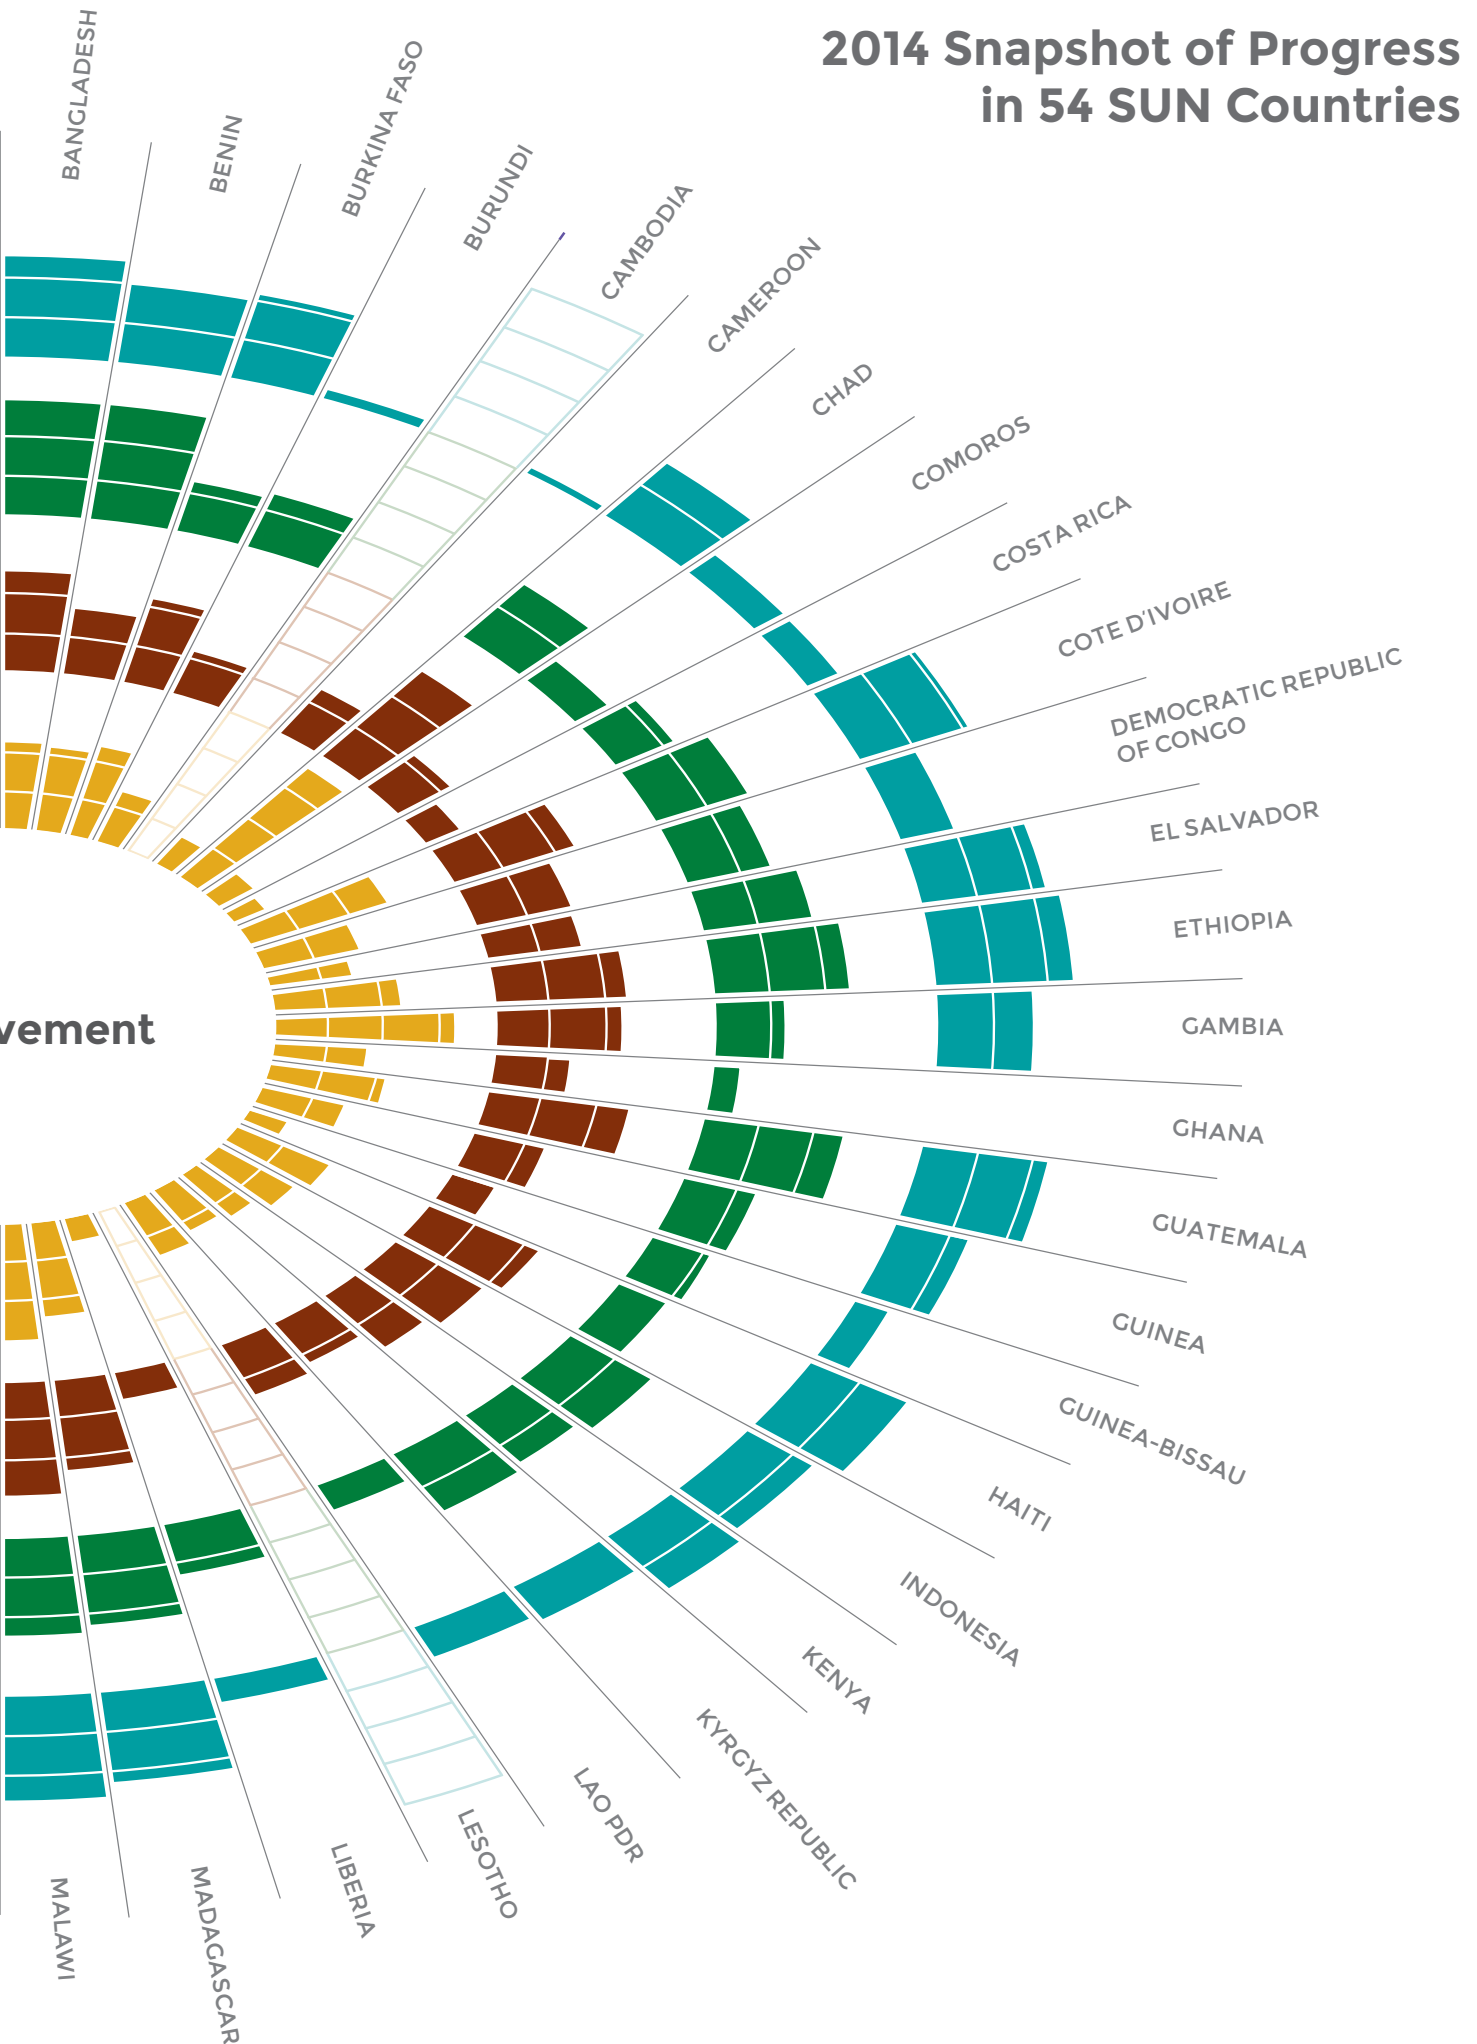 2014 Snapshot of Progress
in 54 SUN Countries
BANGLADESH
BENIN
BURKINA FASO
BURUNDI
CAMBODIA
CAMEROON
CHAD
COMOROS
COSTA RICA
COTE D'IVOIRE
DEMOCRATIC REPUBLIC
OF CONGO
EL SALVADOR
ETHIOPIA
vement
GAMBIA
GHANA
GUATEMALA
GUINEA
GUINEA-BISSAU
HAITI
INDONESIA
KENYA
KYRGYZ REPUBLIC
LAO PDR
LESOTHO
LIBERIA
MADAGASCAR
MALAWI